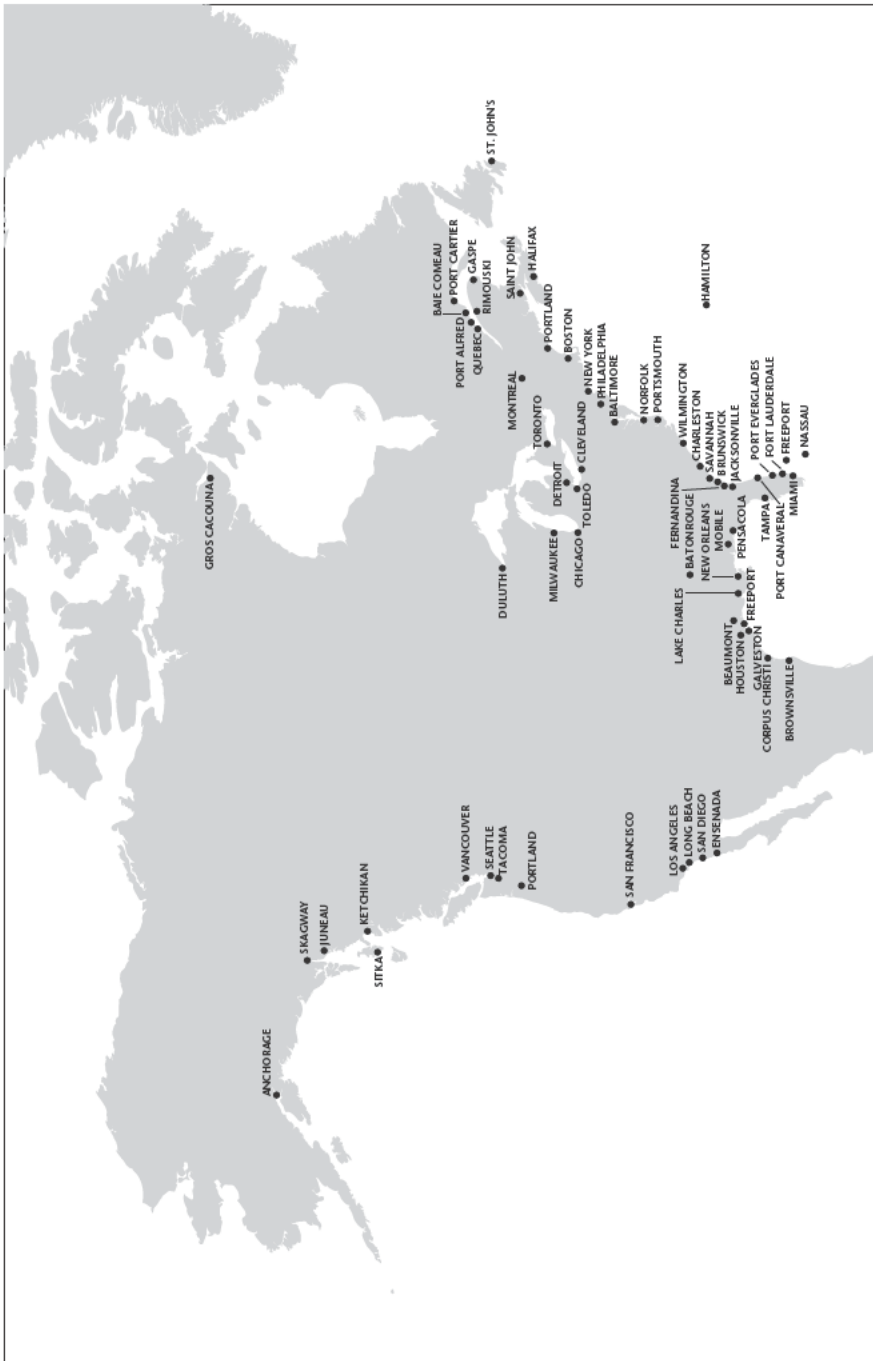 ANCHORAGE
SKAGWAY
JUNEAU
SITKA
KETCHIKAN
VANCOUVER
SEATTLE
TACOMA
PORTLAND
SAN FRANCISCO
LOS ANGELES
LONG BEACH
SAN DIEGO
ENSENADA
GROS CACOUNA
DULUTH
MILWAUKEE
CHICAGO
DETROIT
TOLEDO
CLEVELAND
TORONTO
MONTREAL
QUEBEC
PORT ALFRED
BAIE COMEAU
PORT CARTIER
GASPE
RIMOUSKI
ST. JOHN'S
SAINT JOHN
HALIFAX
PORTLAND
BOSTON
NEW YORK
PHILADELPHIA
BALTIMORE
NORFOLK
PORTSMOUTH
HAMILTON
WILMINGTON
CHARLESTON
SAVANNAH
BRUNSWICK
JACKSONVILLE
FERNANDINA
BATON ROUGE
NEW ORLEANS
MOBILE
PENSACOLA
TAMPA
PORT CANAVERAL
PORT EVERGLADES
FORT LAUDERDALE
FREEPORT
MIAMI
NASSAU
LAKE CHARLES
BEAUMONT
HOUSTON
FREEPORT
GALVESTON
CORPUS CHRISTI
BROWNSVILLE